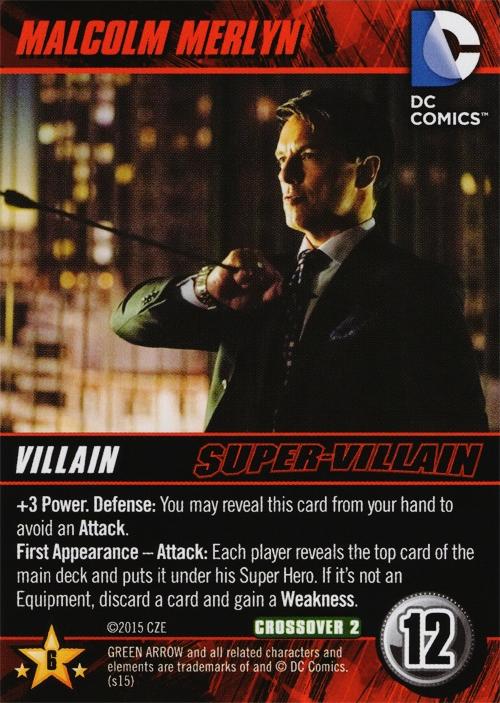 MALCOLM MERLYN
DC
DC
COMICS™
VILLAIN
SUPER-VILLAIN
+3 Power. Defense: You may reveal this card from your hand to
avoid an Attack.
First Appearance – Attack: Each player reveals the top card of the
main deck and puts it under his Super Hero. If it's not an
Equipment, discard a card and gain a Weakness.
©2015 CZE
CROSSOVER 2
12
6
GREEN ARROW and all related characters and
elements are trademarks of and © DC Comics.
(s15)